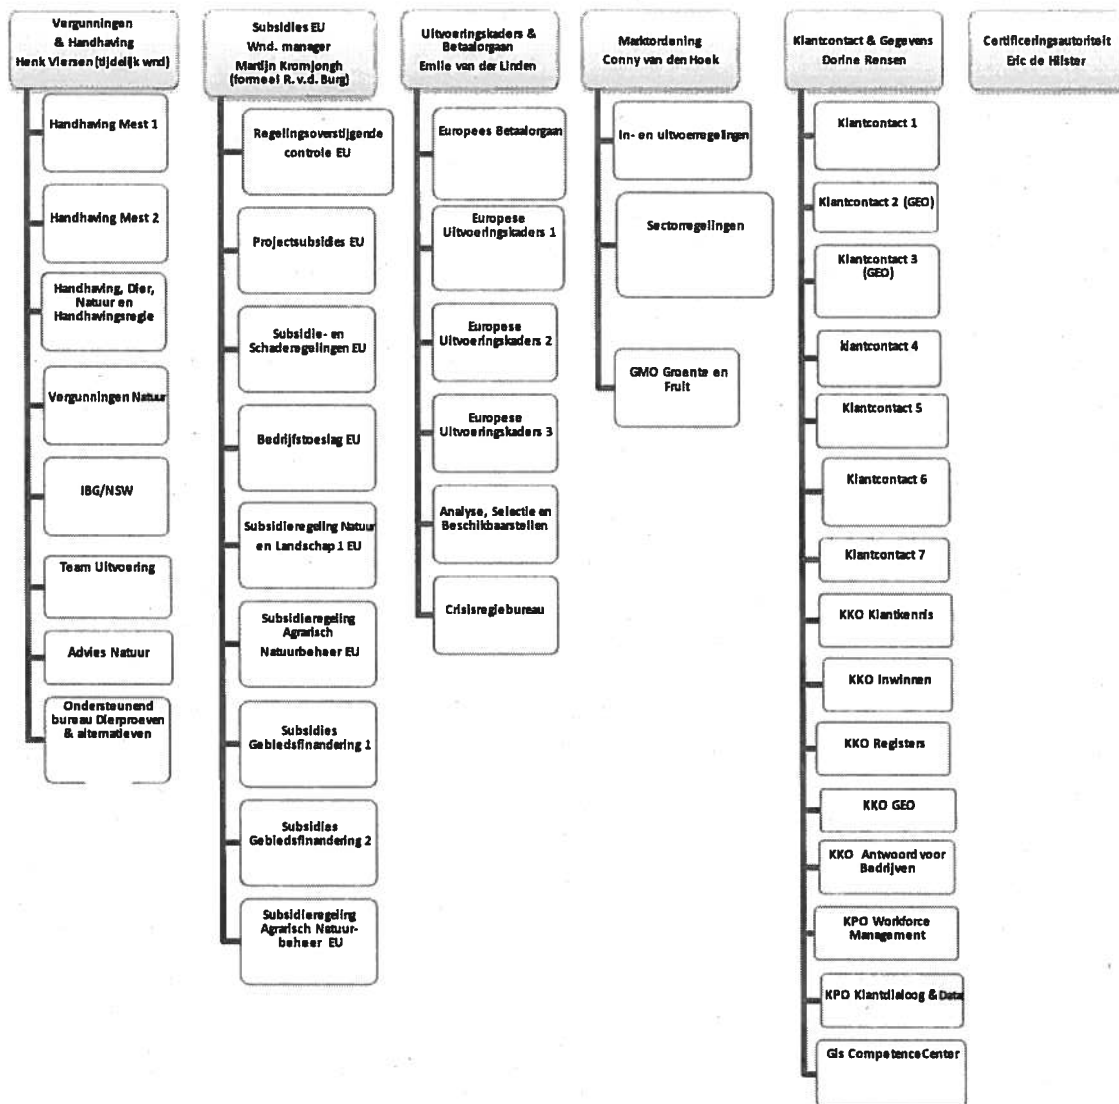 Vergunningen
& Handhaving
Henk Viersen (tijdelijk wnd)
Handhaving Mest 1
Handhaving Mest 2
Handhaving, Dier,
Natuur en
Handhavingsregie
Vergunningen Natuur
IBG/NSW
Team Uitvoering
Advies Natuur
Ondersteunend
bureau Dierproeven
& alternatieven
Subsidies EU
Wnd. manager
Martijn Kromjongh
(formeel R. v.d. Burg)
Regelingsoverstijgende
controle EU
Projectsubsidies EU
Subsidie- en
Schaderegelingen EU
Bedrijfstoeslag EU
Subsidieregeling Natuur
en Landschap 1 EU
Subsidieregeling
Agrarisch
Natuurbeheer EU
Subsidies
Gebiedsfinandering 1
Subsidies
Gebiedsfinandering 2
Subsidieregeling
Agrarisch Natuur-
beheer EU
Uitvoeringskaders &
Betaalorgaan
Emile van der Linden
Europees Betaalorgaan
Europese
Uitvoeringskaders 1
Europese
Uitvoeringskaders 2
Europese
Uitvoeringskaders 3
Analyse, Selectie en
Beschikbaarstellen
Crisisregiebureau
Marktordening
Conny van den Hoek
In- en uitvoerregelingen
Sectorregelingen
GMO Groente en
Fruit
Klantcontact & Gegevens
Dorine Rensen
Klantcontact 1
Klantcontact 2 (GEO)
Klantcontact 3
(GEO)
klantcontact 4
Klantcontact 5
Klantcontact 6
Klantcontact 7
KKO Klantkennis
KKO Inwinnen
KKO Registers
KKO GEO
KKO Antwoord voor
Bedrijven
KPO Workforce
Management
KPO Klantdialoog & Data
Gis CompetenceCenter
Certificeringsautoriteit
Eric de Hilster